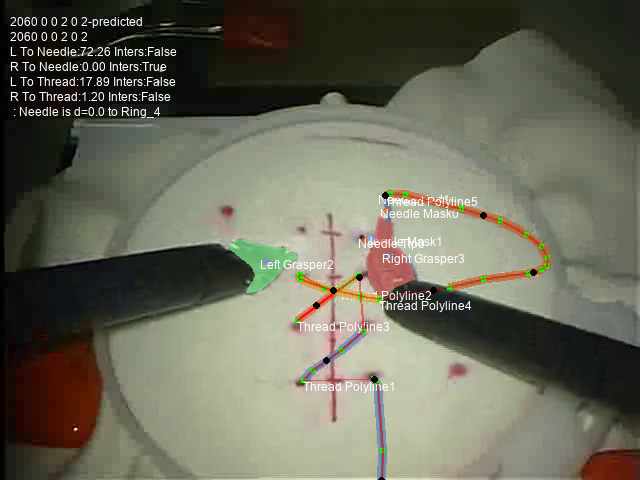 2060 0 0 2 0 2-predicted
2060 0 0 2 0 2
L To Needle:72.26 Inters:False
R To Needle:0.00 Inters:True
L To Thread:17.89 Inters:False
R To Thread:1.20 Inters:False
: Needle is d=0.0 to Ring_4
Thread Polyline5
Needle Mask0
Needle Tip0
Mask1
Right Grasper3
Left Grasper2
Polyline2
Thread Polyline4
Thread Polyline3
Thread Polyline1